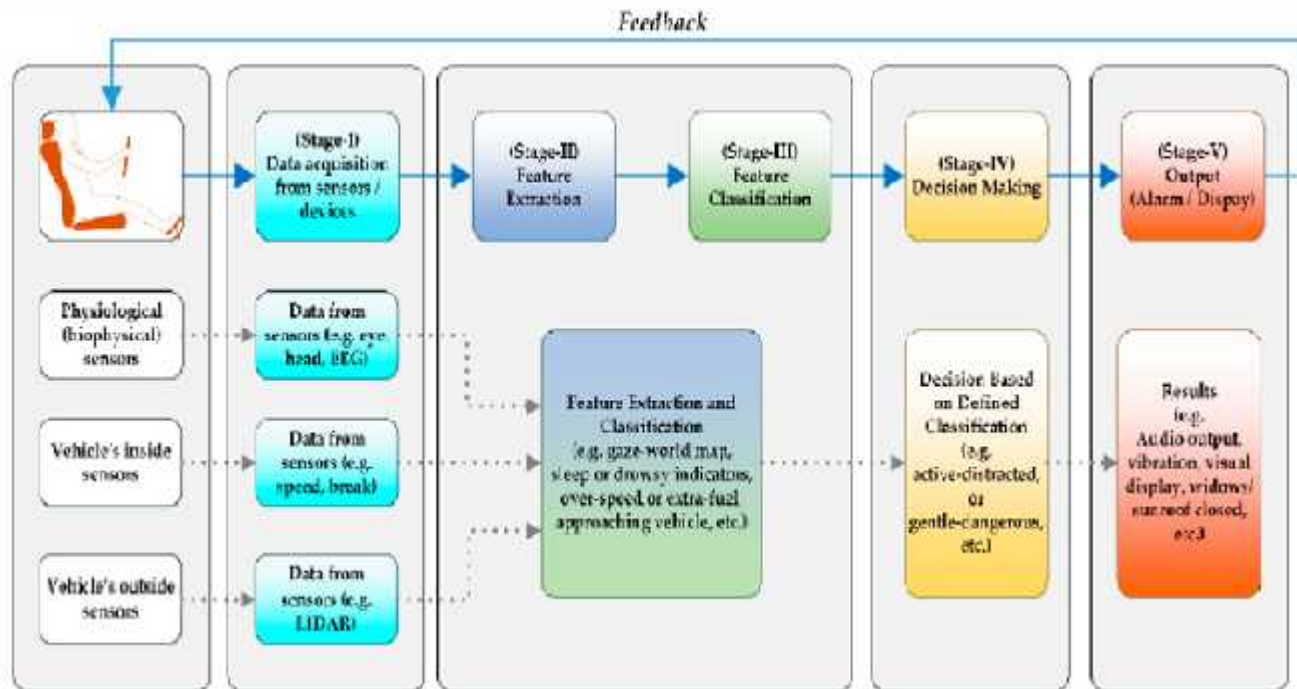 Feedback
(Stage-I)
Data acquisition
from sensors /
devices
(Stage-II)
Feature
Extraction
(Stage-III)
Feature
Classification
(Stage-IV)
Decision Making
(Stage-V)
Output
(Alarm / Dispay)
Physiological
(biophysical)
sensors
Data from
sensors (e.g. eye
head, EEG)
Vehicle's inside
sensors
Data from
sensors (e.g.
speed, break)
Vehicle's outside
sensors
Data from
sensors (e.g.
LIDAR)
Feature Extraction and
Classification
(e.g. gaze-world map,
sleep or drowsy indicators,
over-speed or extra-fuel
approaching vehicle, etc.)
Decision Based
on Defined
Classification
(e.g.
active-distracted,
or
gentle-dangerous,
etc.)
Results
(e.g.
Audio output,
vibration, visual
display, widows/
sunroof closed,
etc.)